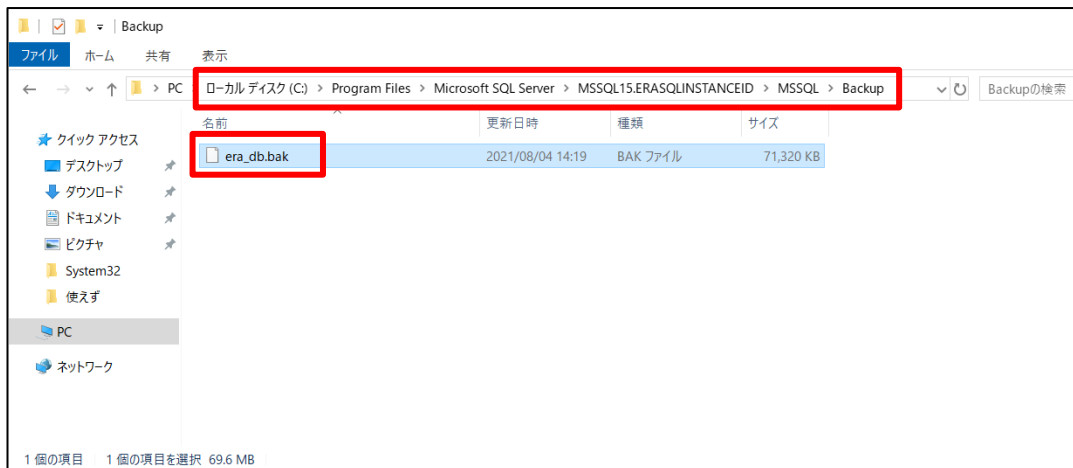 Backup
ファイル ホーム 共有 表示
PC ローカル ディスク (C:) Program Files Microsoft SQL Server MSSQL15.ERASQLINSTANCEID MSSQL Backup Backupの検索
名前 更新日時 種類 サイズ
クイック アクセス
era_db.bak 2021/08/04 14:19 BAK ファイル 71,320 KB
デスクトップ
ダウンロード
ドキュメント
ピクチャ
System32
使えず
PC
ネットワーク
1 個の項目 1 個の項目を選択 69.6 MB